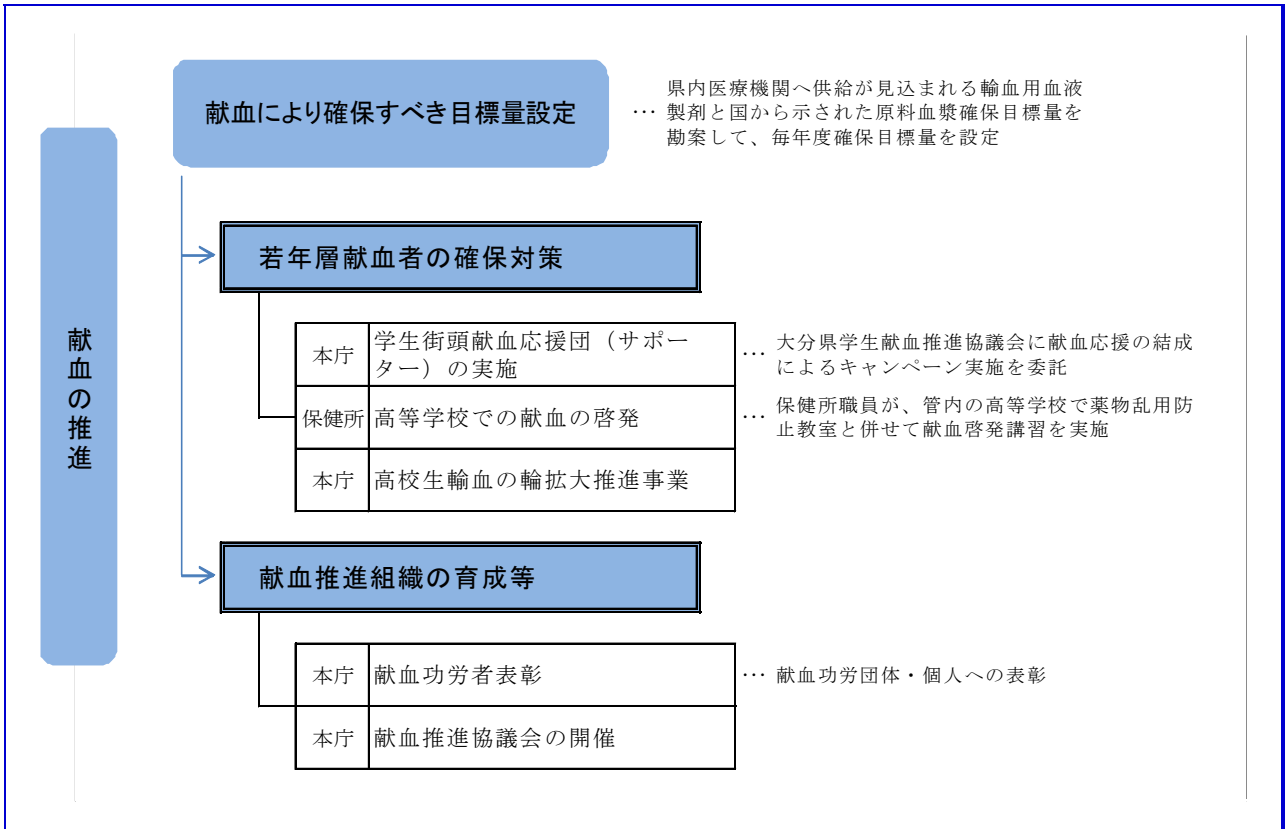 献血の推進
献血により確保すべき目標量設定
県内医療機関へ供給が見込まれる輸血用血液
… 製剤と国から示された原料血漿確保目標量を
勘案して、毎年度確保目標量を設定
若年層献血者の確保対策
本庁
学生街頭献血応援団（サポー
ター）の実施
… 大分県学生献血推進協議会に献血応援の結成
によるキャンペーン実施を委託
保健所
高等学校での献血の啓発
… 保健所職員が、管内の高等学校で薬物乱用防
止教室と併せて献血啓発講習を実施
本庁
高校生輸血の輪拡大推進事業
献血推進組織の育成等
本庁
献血功労者表彰
… 献血功労団体・個人への表彰
本庁
献血推進協議会の開催